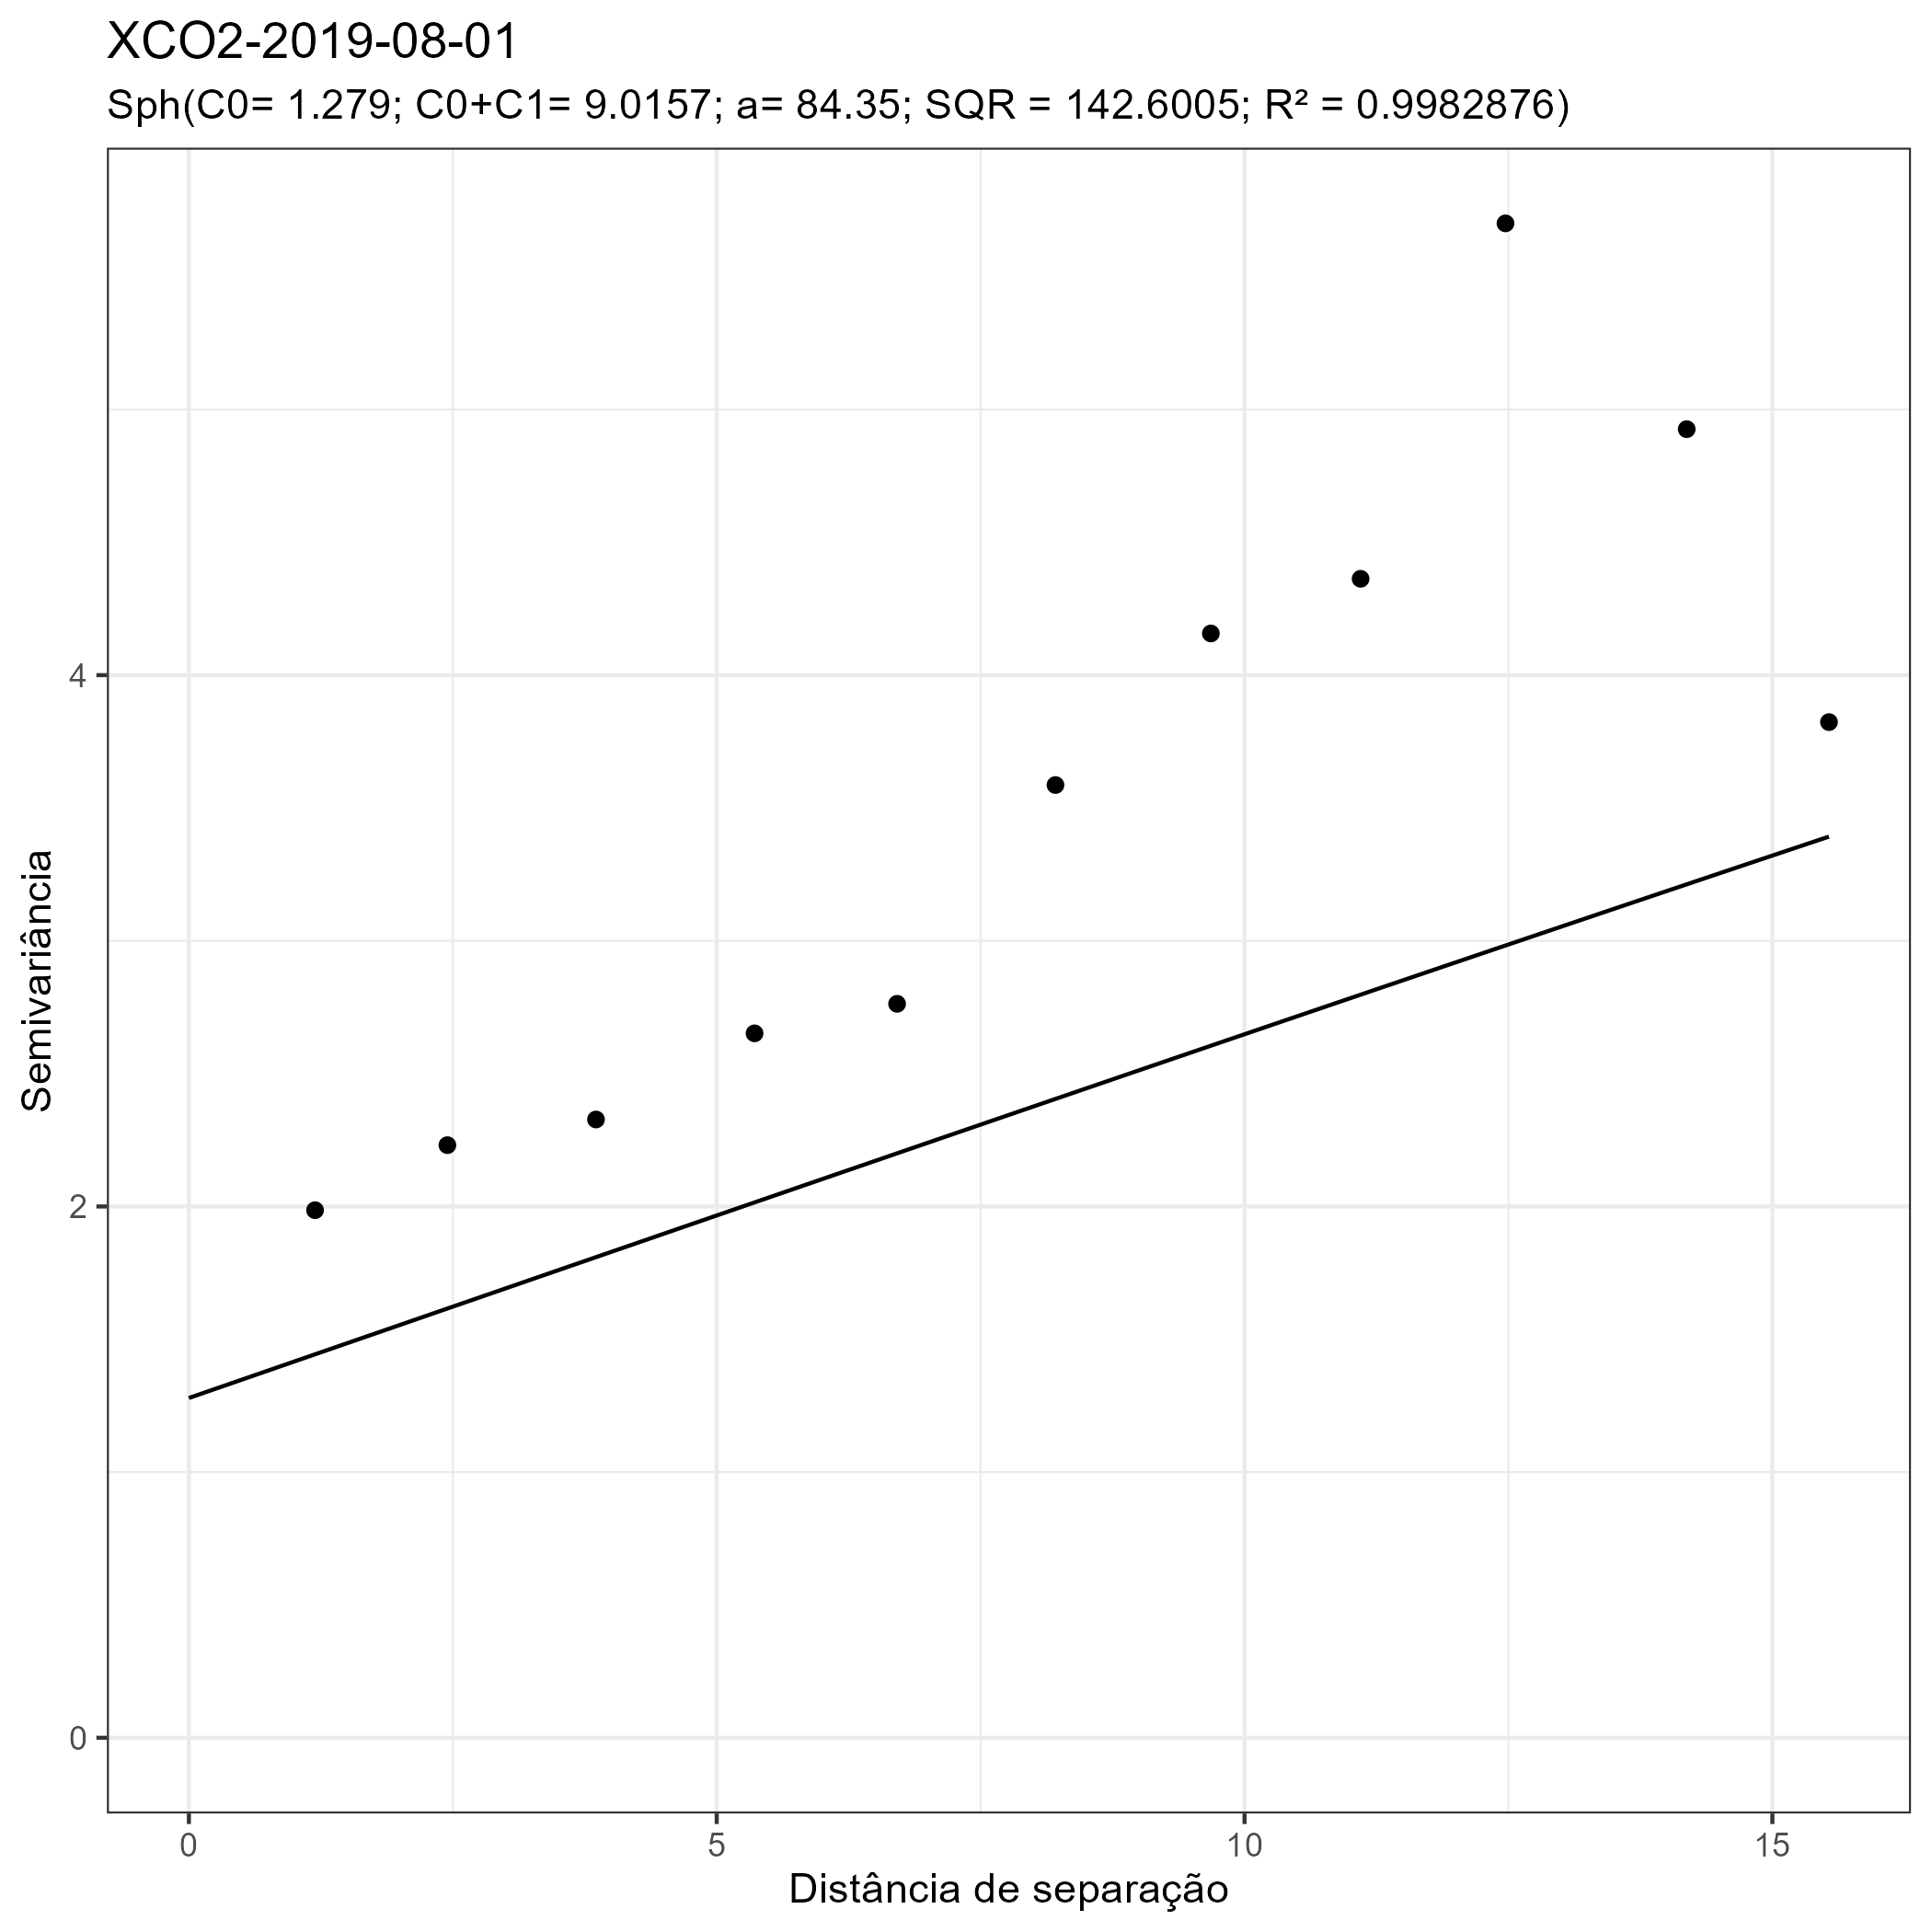 XCO2-2019-08-01
Sph(C0= 1.279; C0+C1= 9.0157; a= 84.35; SQR = 142.6005; R² = 0.9982876)
Semivariância
4
2
0
0 5 10 15
Distância de separação